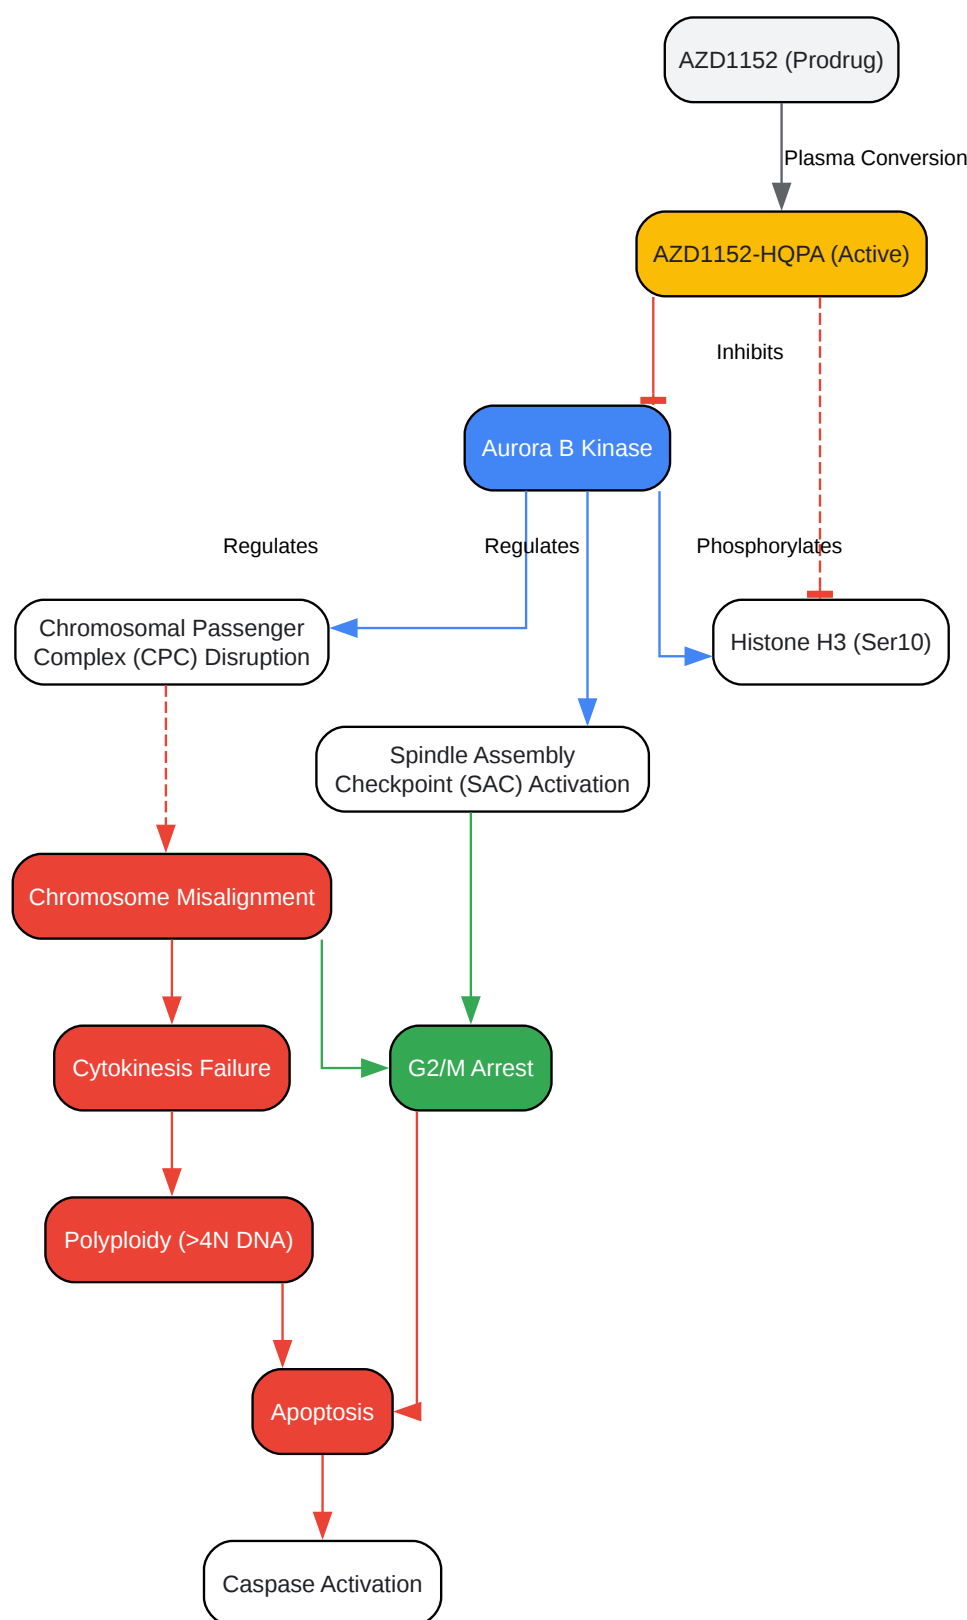 AZD1152 (Prodrug)
Plasma Conversion
AZD1152-HQPA (Active)
Inhibits
Aurora B Kinase
Regulates
Regulates
Phosphorylates
Chromosomal Passenger
Complex (CPC) Disruption
Histone H3 (Ser10)
Spindle Assembly
Checkpoint (SAC) Activation
Chromosome Misalignment
Cytokinesis Failure
G2/M Arrest
Polyploidy (>4N DNA)
Apoptosis
Caspase Activation